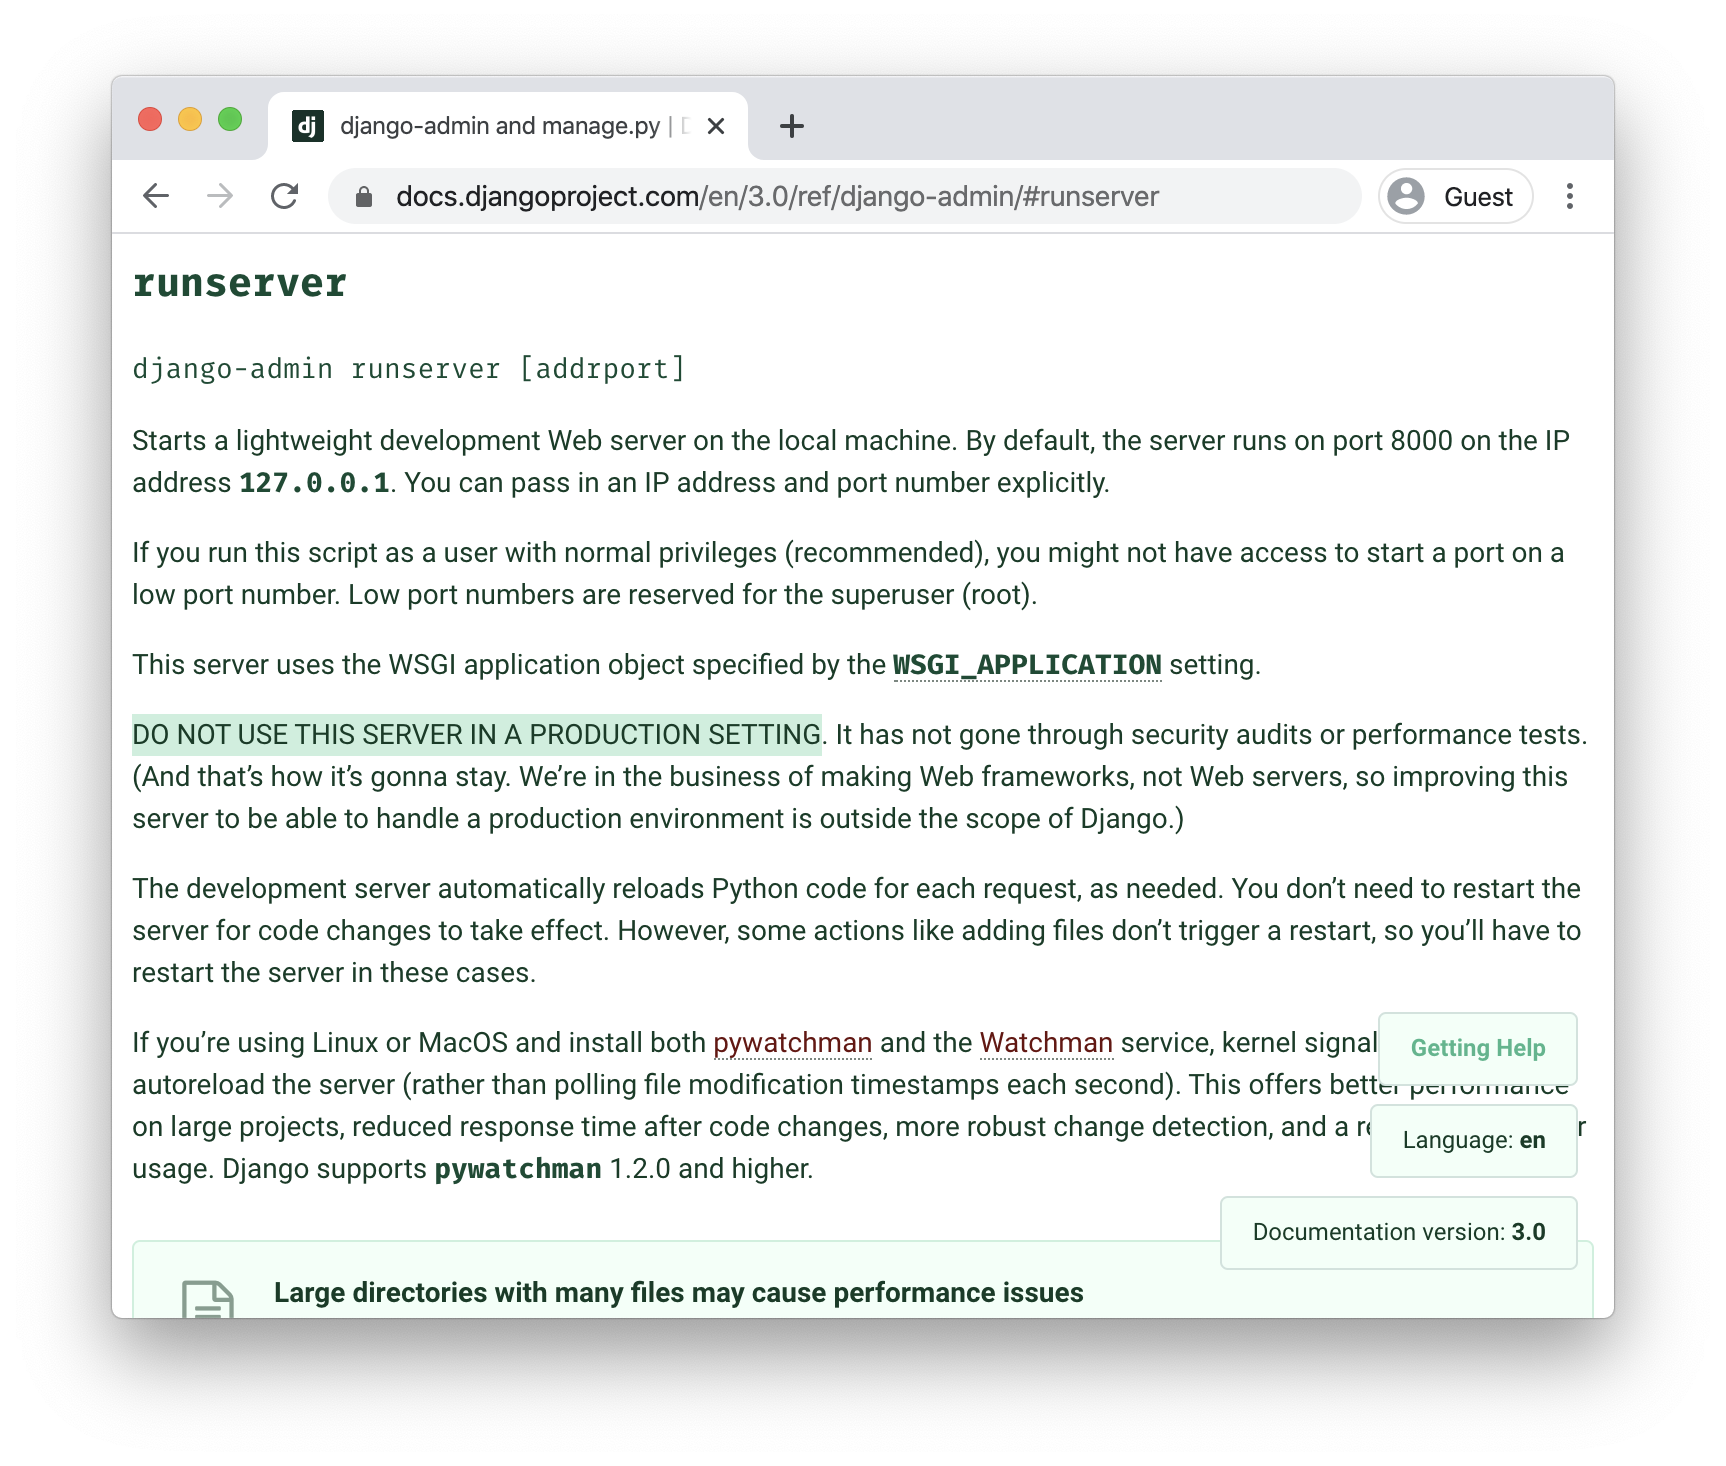 dj django-admin and manage.py |
docs.djangoproject.com/en/3.0/ref/django-admin/#runserver Guest
runserver
django-admin runserver [addrport]
Starts a lightweight development Web server on the local machine. By default, the server runs on port 8000 on the IP
address 127.0.0.1. You can pass in an IP address and port number explicitly.
If you run this script as a user with normal privileges (recommended), you might not have access to start a port on a
low port number. Low port numbers are reserved for the superuser (root).
This server uses the WSGI application object specified by the WSGI_APPLICATION setting.
DO NOT USE THIS SERVER IN A PRODUCTION SETTING. It has not gone through security audits or performance tests.
(And that’s how it’s gonna stay. We’re in the business of making Web frameworks, not Web servers, so improving this
server to be able to handle a production environment is outside the scope of Django.)
The development server automatically reloads Python code for each request, as needed. You don’t need to restart the
server for code changes to take effect. However, some actions like adding files don’t trigger a restart, so you’ll have to
restart the server in these cases.
If you’re using Linux or MacOS and install both pywatchman and the Watchman service, kernel signal
Getting Help
autoreload the server (rather than polling file modification timestamps each second). This offers better performance
on large projects, reduced response time after code changes, more robust change detection, and a
Language: en
usage. Django supports pywatchman 1.2.0 and higher.
Documentation version: 3.0
Large directories with many files may cause performance issues